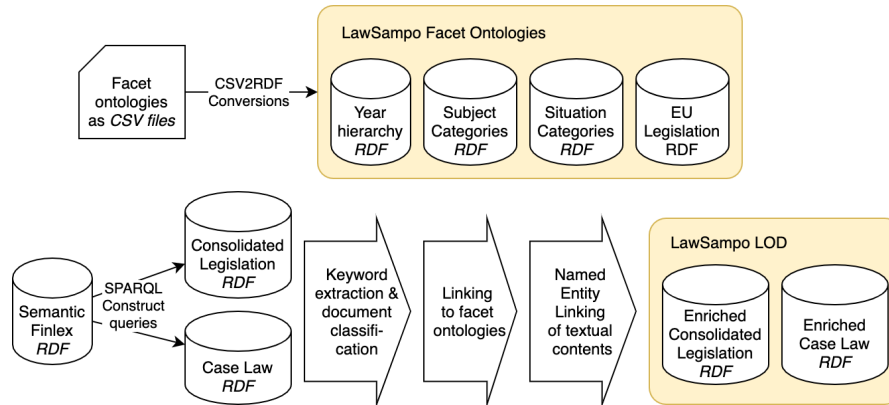 LawSampo Facet Ontologies
Facet
ontologies
as CSV files
CSV2RDF
Conversions
Year
hierarchy
RDF
Subject
Categories
RDF
Situation
Categories
RDF
EU
Legislation
RDF
Semantic
Finlex
RDF
SPARQL
Construct
queries
Consolidated
Legislation
RDF
Case Law
RDF
Keyword
extraction &
document
classifi-
cation
Linking
to facet
ontologies
Named
Entity
Linking
of textual
contents
LawSampo LOD
Enriched
Consolidated
Legislation
RDF
Enriched
Case Law
RDF